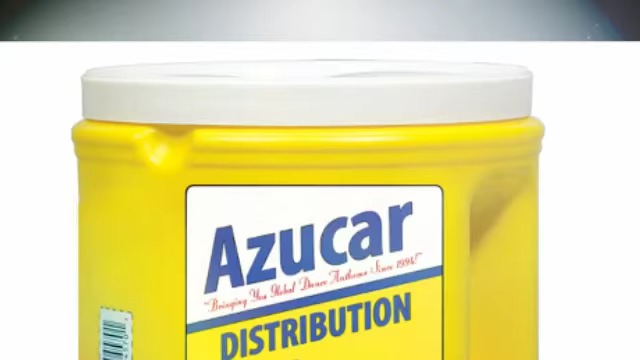 Azucar
"Bringing You Global Dance Anthems Since 1994!"
DISTRIBUTION